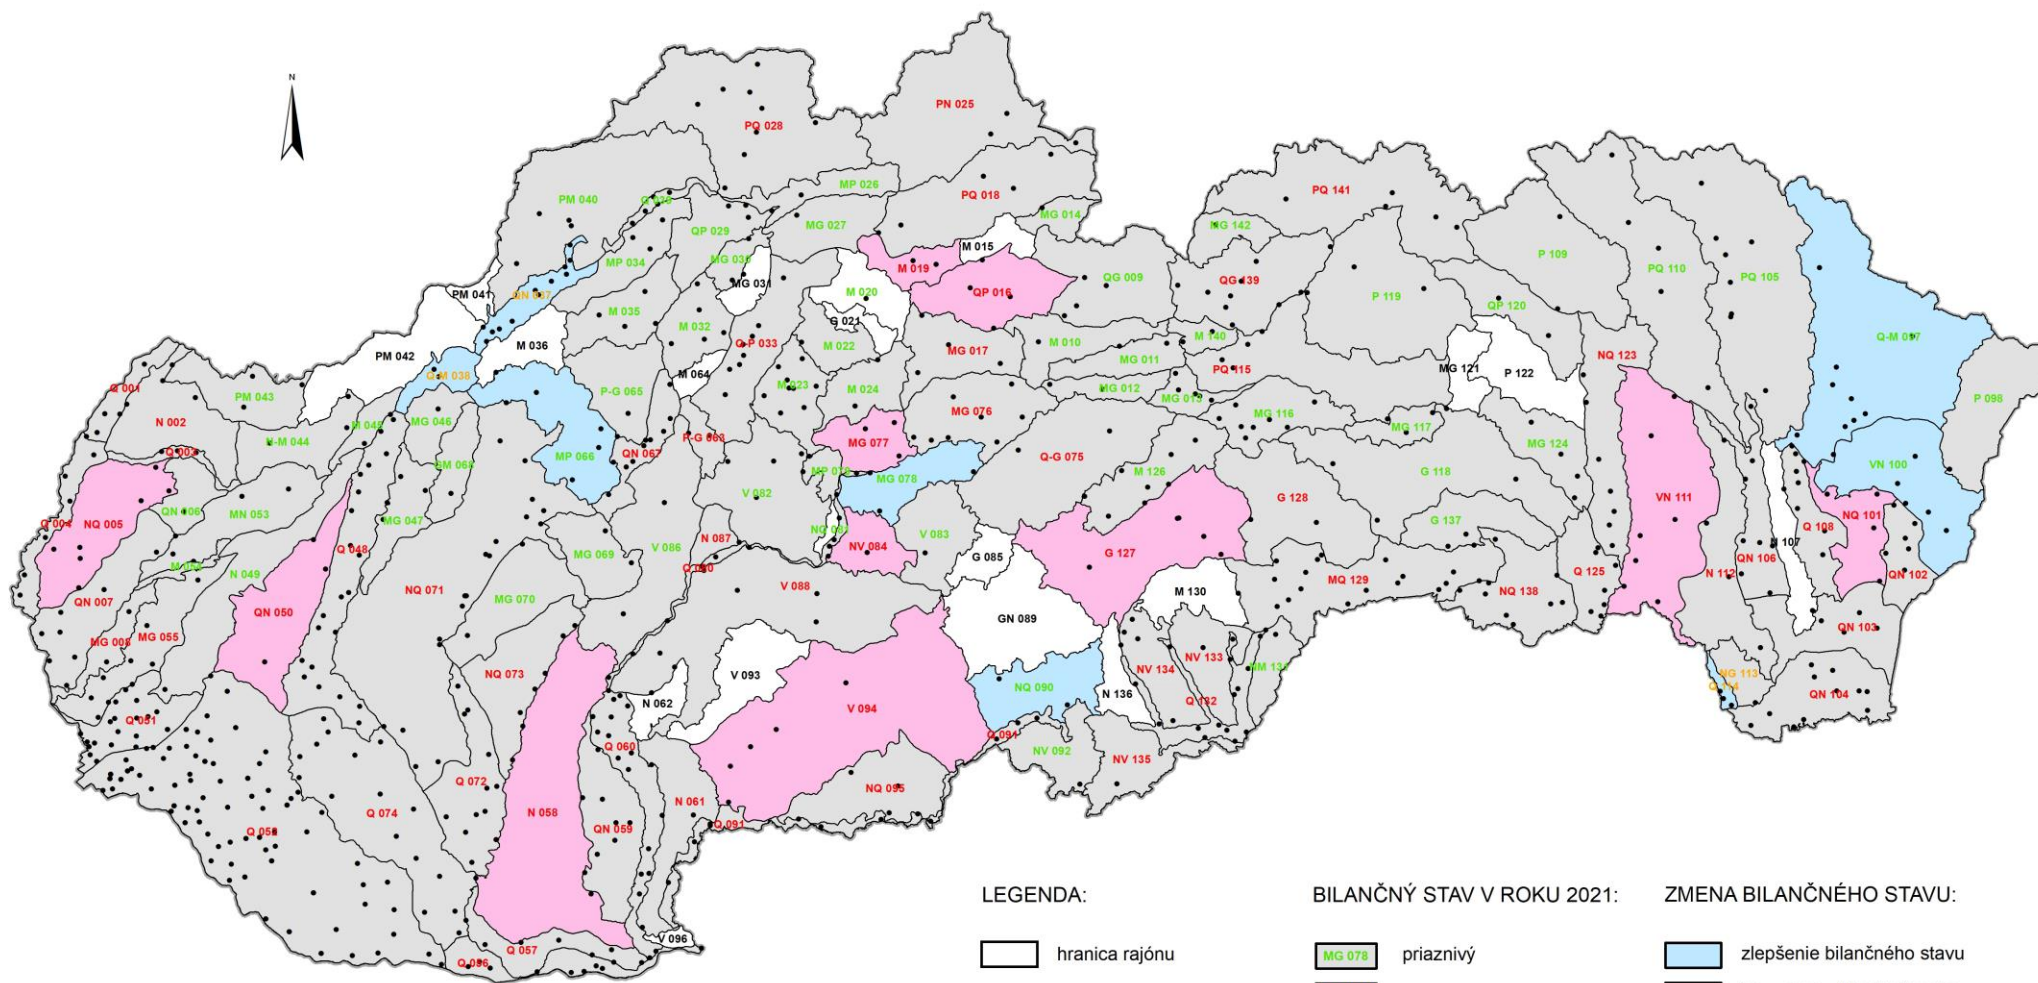 N
PN 025
PQ 028
MP 026
PQ 018
PQ 141
PM 040
QP 029
MG 027
MG 014
MG 142
P 109
M 015
PQ 110
PQ 105
MP 034
M 019
QG 009
QG 139
P 119
PM 041
MG 031
M 020
QP 016
QP 120
M 035
M 032
G 021
Q-M 097
PM 042
M 036
Q-P 033
M 022
MG 017
M 010
M 140
MG 011
NQ 123
Q-M 038
M 064
PQ 115
MG 121
P 122
P 098
Q 001
PM 043
P-G 065
M 023
M 024
MG 012
MG 013
N 002
MG 046
MG 076
MG 116
MG 117
MG 077
MG 124
MP 066
QN 067
Q-G 075
M 126
G 118
VN 100
MG 078
NQ 005
QN 006
MN 053
V 082
G 128
VN 111
NQ 101
Q 004
MG 047
G 137
Q 108
N 107
Q 048
N 087
V 083
NV 084
G 085
G 127
QN 106
MG 069
V 086
N 049
Q 125
N 112
QN 102
QN 007
NQ 071
MG 070
V 088
M 130
MQ 129
NQ 138
QN 050
MG 055
GN 089
QN 103
NV 133
NV 134
NQ 073
V 093
V 094
NQ 090
N 136
Q 132
NG 113
QN 104
N 062
Q 051
Q 060
Q 091
NV 092
NV 135
Q 072
NQ 095
N 061
Q 074
N 058
QN 059
Q 091
V 096
Q 057
LEGENDA:
BILANČNÝ STAV V ROKU 2021:
ZMENA BILANČNÉHO STAVU:
hranica rajónu
MG 078
priaznivý
zlepšenie bilančného stavu